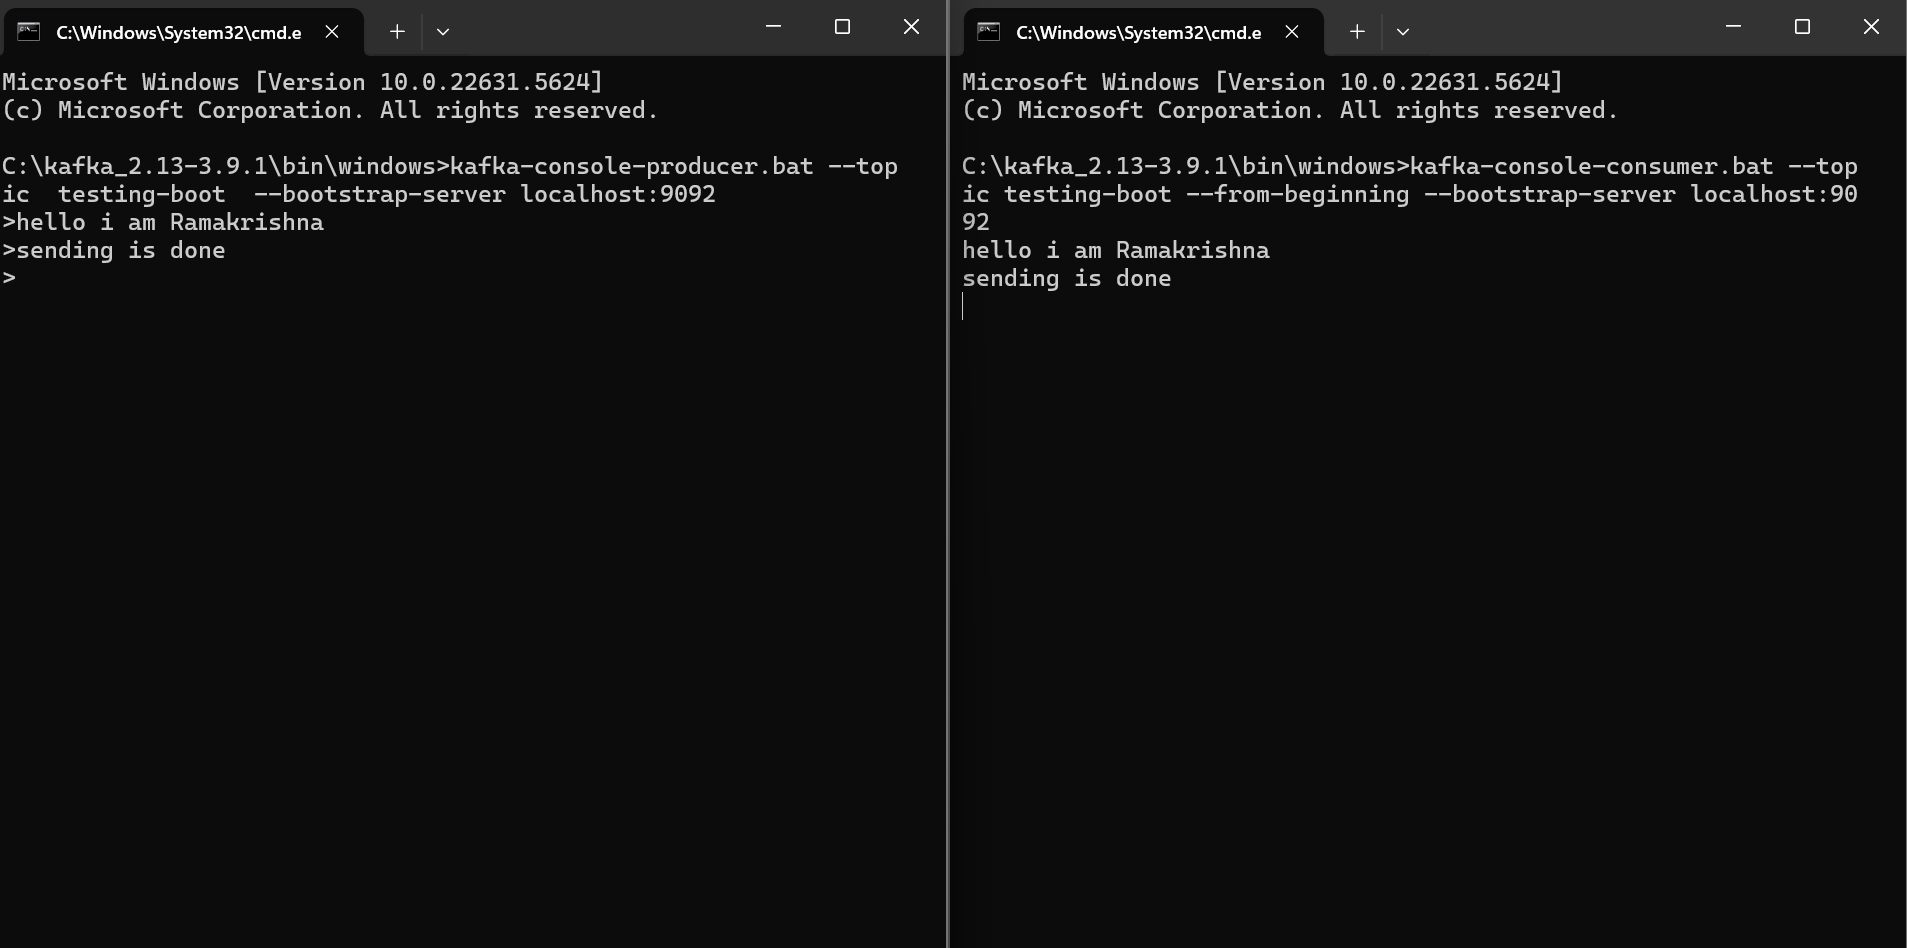 C:\Windows\System32\cmd.e
Microsoft Windows [Version 10.0.22631.5624]
(c) Microsoft Corporation. All rights reserved.
C:\kafka_2.13-3.9.1\bin\windows>kafka-console-producer.bat --top
ic  testing-boot  --bootstrap-server localhost:9092
>hello i am Ramakrishna
>sending is done
>
C:\Windows\System32\cmd.e
Microsoft Windows [Version 10.0.22631.5624]
(c) Microsoft Corporation. All rights reserved.
C:\kafka_2.13-3.9.1\bin\windows>kafka-console-consumer.bat --top
ic testing-boot --from-beginning --bootstrap-server localhost:90
92
hello i am Ramakrishna
sending is done